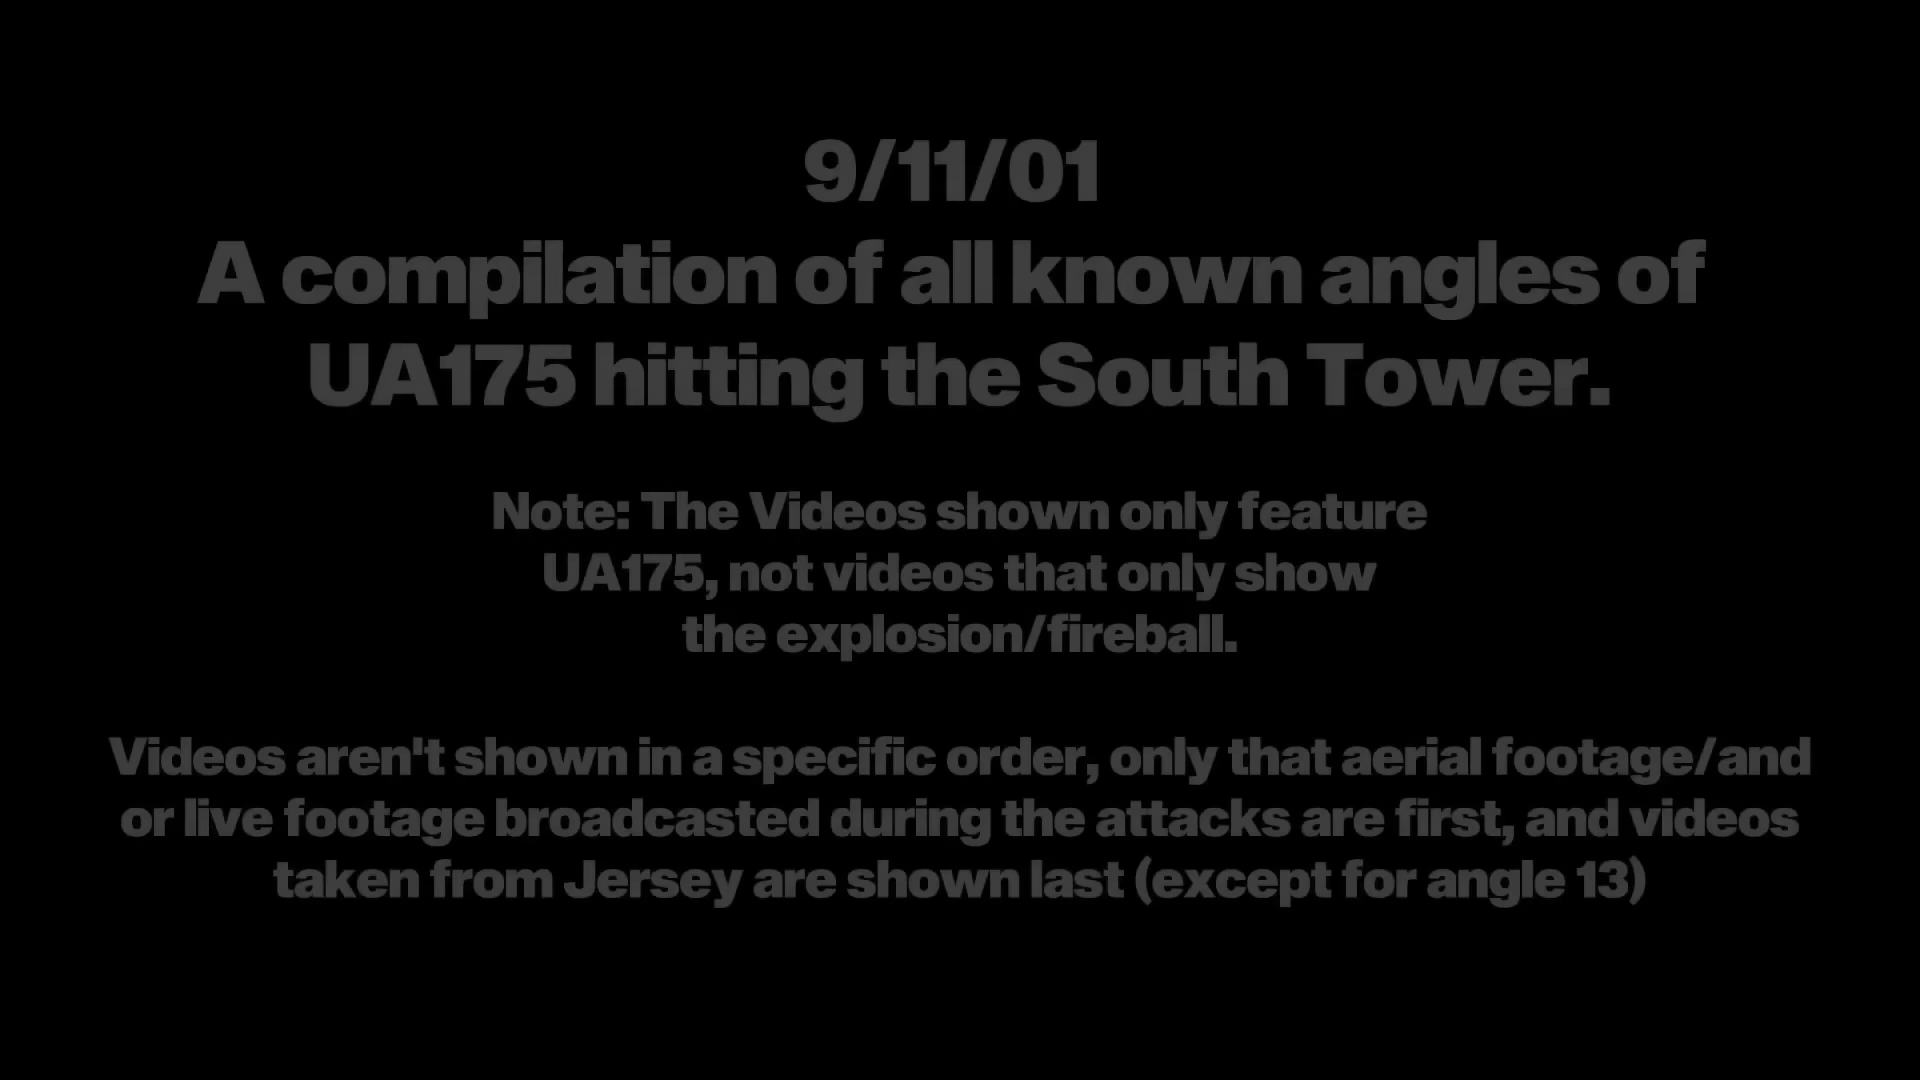 9/11/01
A compilation of all known angles of
UA175 hitting the South Tower.
Note: The Videos shown only feature
UA175, not videos that only show
the explosion/fireball.
Videos aren't shown in a specific order, only that aerial footage/and
or live footage broadcasted during the attacks are first, and videos
taken from Jersey are shown last (except for angle 13)